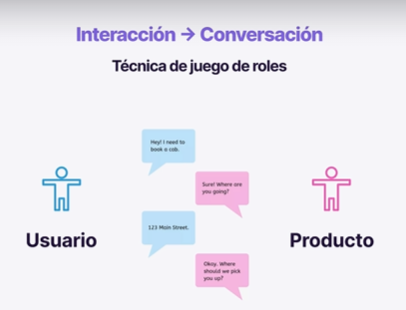 Interacción → Conversación
Técnica de juego de roles
Hey! I need to
book a cab.
Sure! Where are
you going?
123 Main Street.
Okay. Where
should we pick
you up?
Usuario
Producto